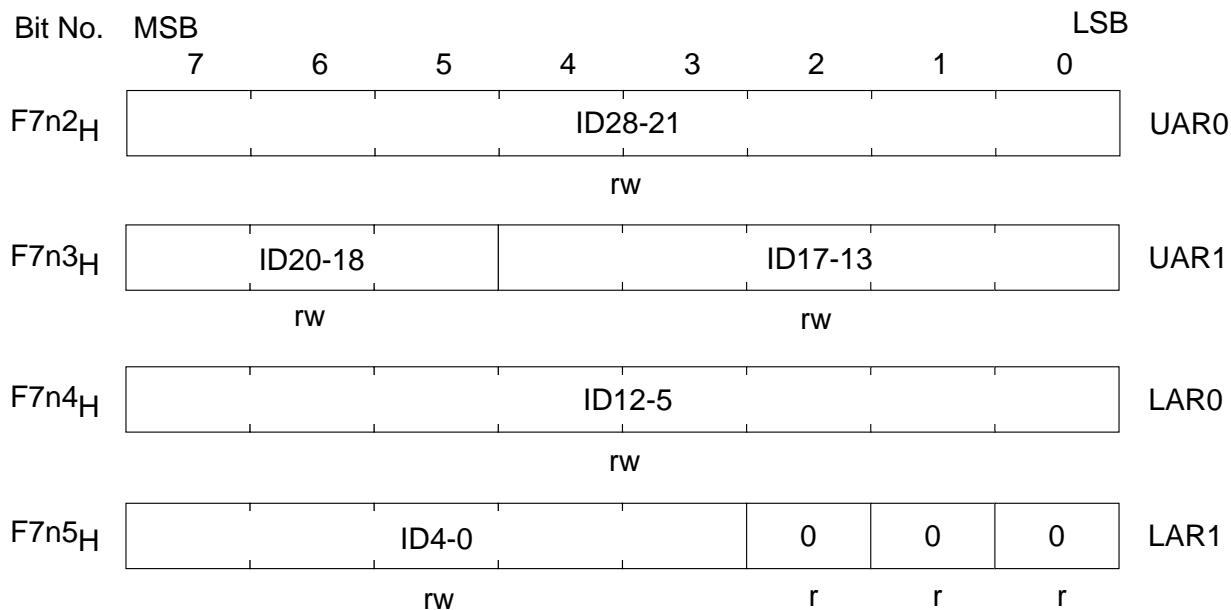 Bit No. MSB LSB
7 6 5 4 3 2 1 0
F7n2H ID28-21 UAR0
rw
F7n3H ID20-18 ID17-13 UAR1
rw rw
F7n4H ID12-5 LAR0
rw
F7n5H ID4-0 0 0 0 LAR1
rw r r r